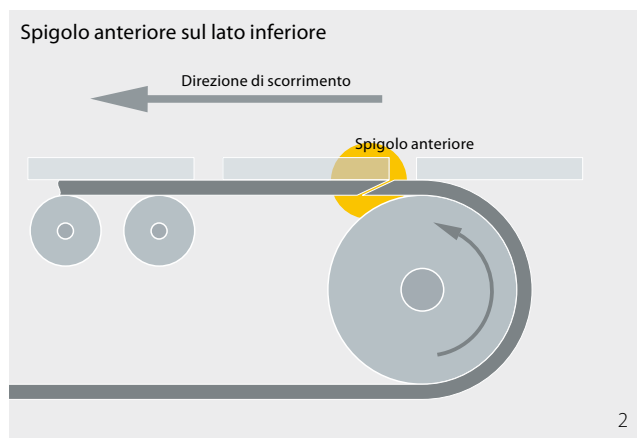 Spigolo anteriore sul lato inferiore
Direzione di scorrimento
Spigolo anteriore
2